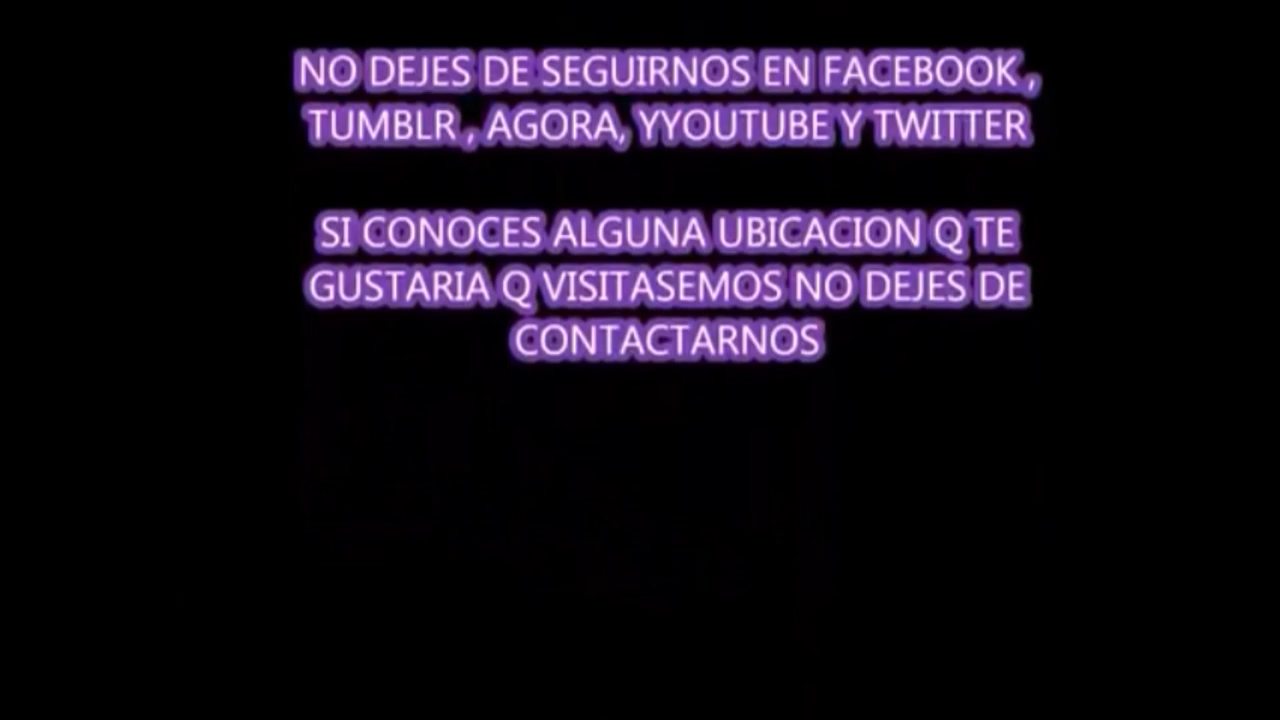 NO DEJES DE SEGUIRNOS EN FACEBOOK ,
TUMBLR , AGORA, YYOUTUBE Y TWITTER
SI CONOCES ALGUNA UBICACION Q TE
GUSTARIA Q VISITASEMOS NO DEJES DE
CONTACTARNOS